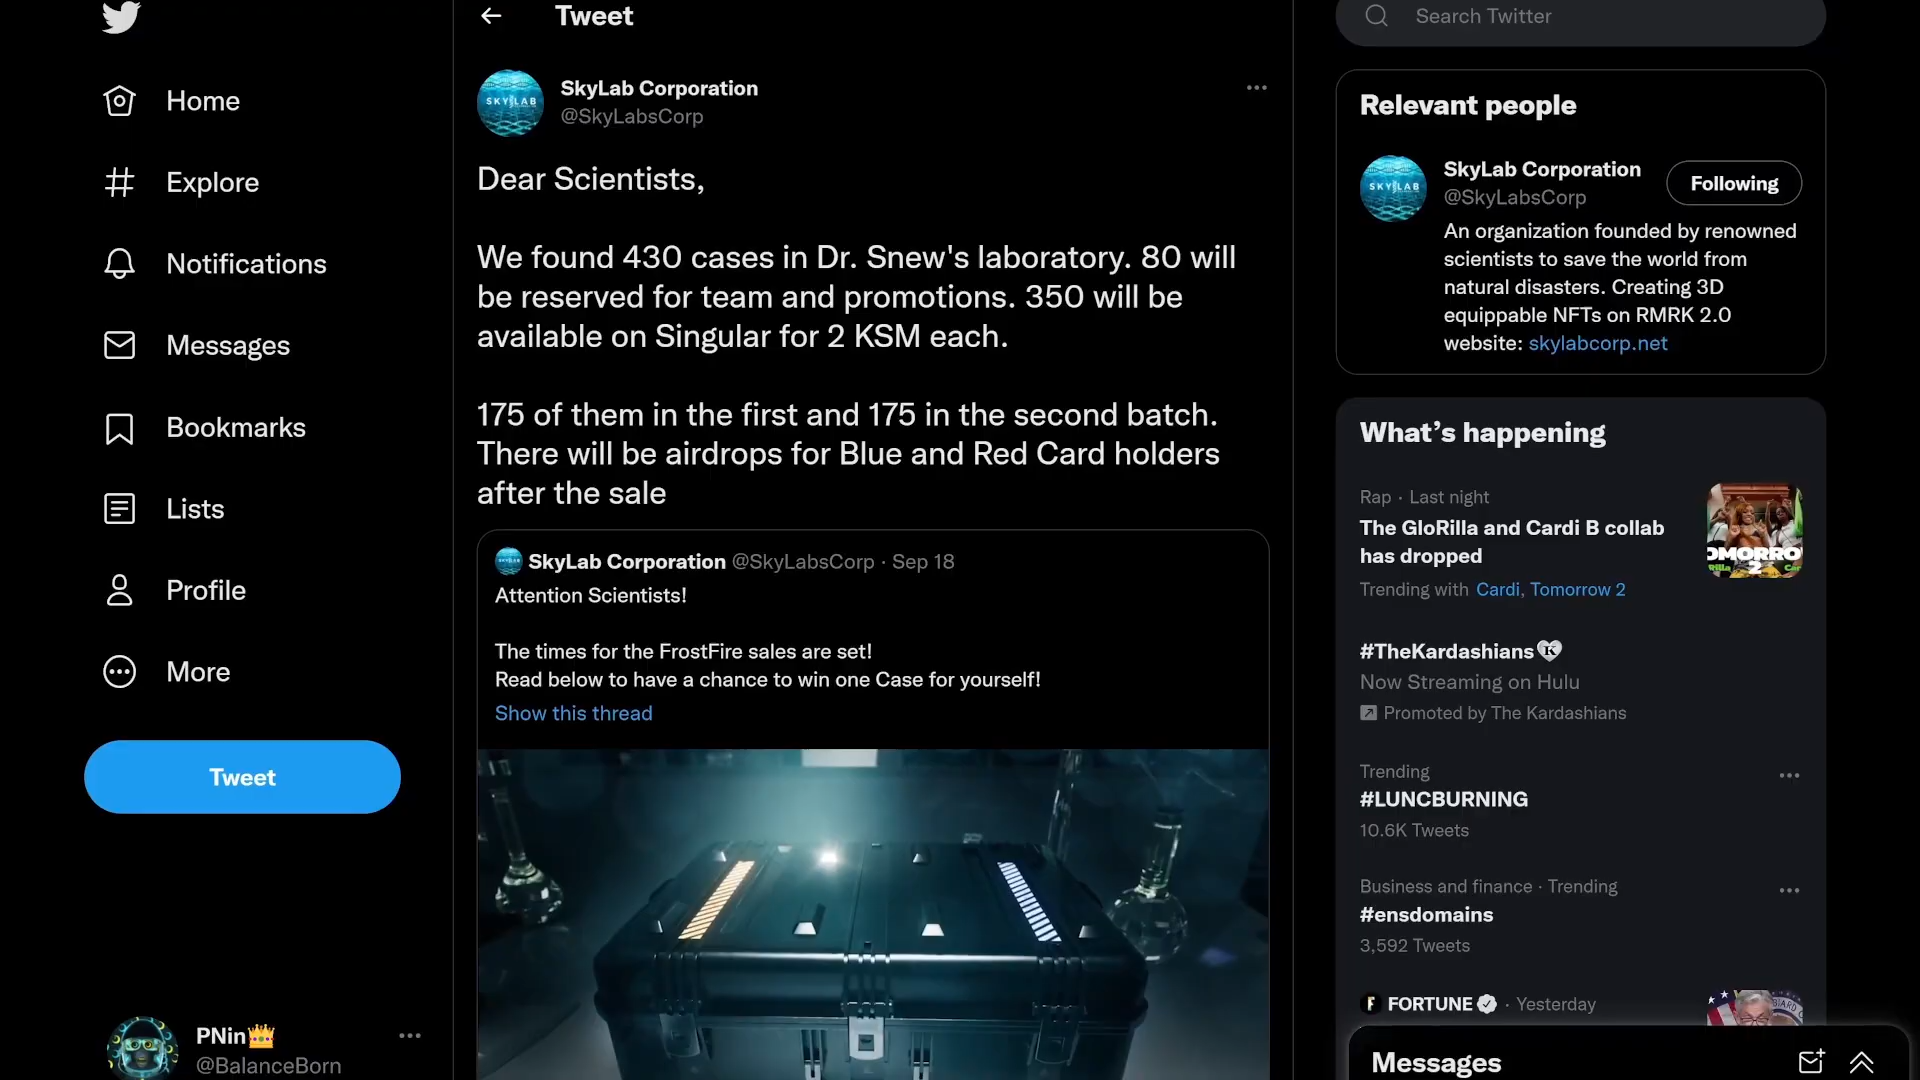 Home
Explore
Notifications
Messages
Bookmarks
Lists
Profile
More
Tweet
PNin
@BalanceBorn
Tweet
SKYLAB
SkyLab Corporation
@SkyLabsCorp
Dear Scientists,
We found 430 cases in Dr. Snew's laboratory. 80 will
be reserved for team and promotions. 350 will be
available on Singular for 2 KSM each.
175 of them in the first and 175 in the second batch.
There will be airdrops for Blue and Red Card holders
after the sale
SkyLab Corporation @SkyLabsCorp · Sep 18
Attention Scientists!
The times for the FrostFire sales are set!
Read below to have a chance to win one Case for yourself!
Show this thread
Search Twitter
Relevant people
SKYLAB
SkyLab Corporation
@SkyLabsCorp
Following
An organization founded by renowned
scientists to save the world from
natural disasters. Creating 3D
equippable NFTs on RMRK 2.0
website: skylabcorp.net
What's happening
Rap · Last night
The GloRilla and Cardi B collab
has dropped
Trending with Cardi, Tomorrow 2
#TheKardashians
Now Streaming on Hulu
Promoted by The Kardashians
Trending
#LUNCBURNING
10.6K Tweets
Business and finance · Trending
#ensdomains
3,592 Tweets
F FORTUNE · Yesterday
Messages